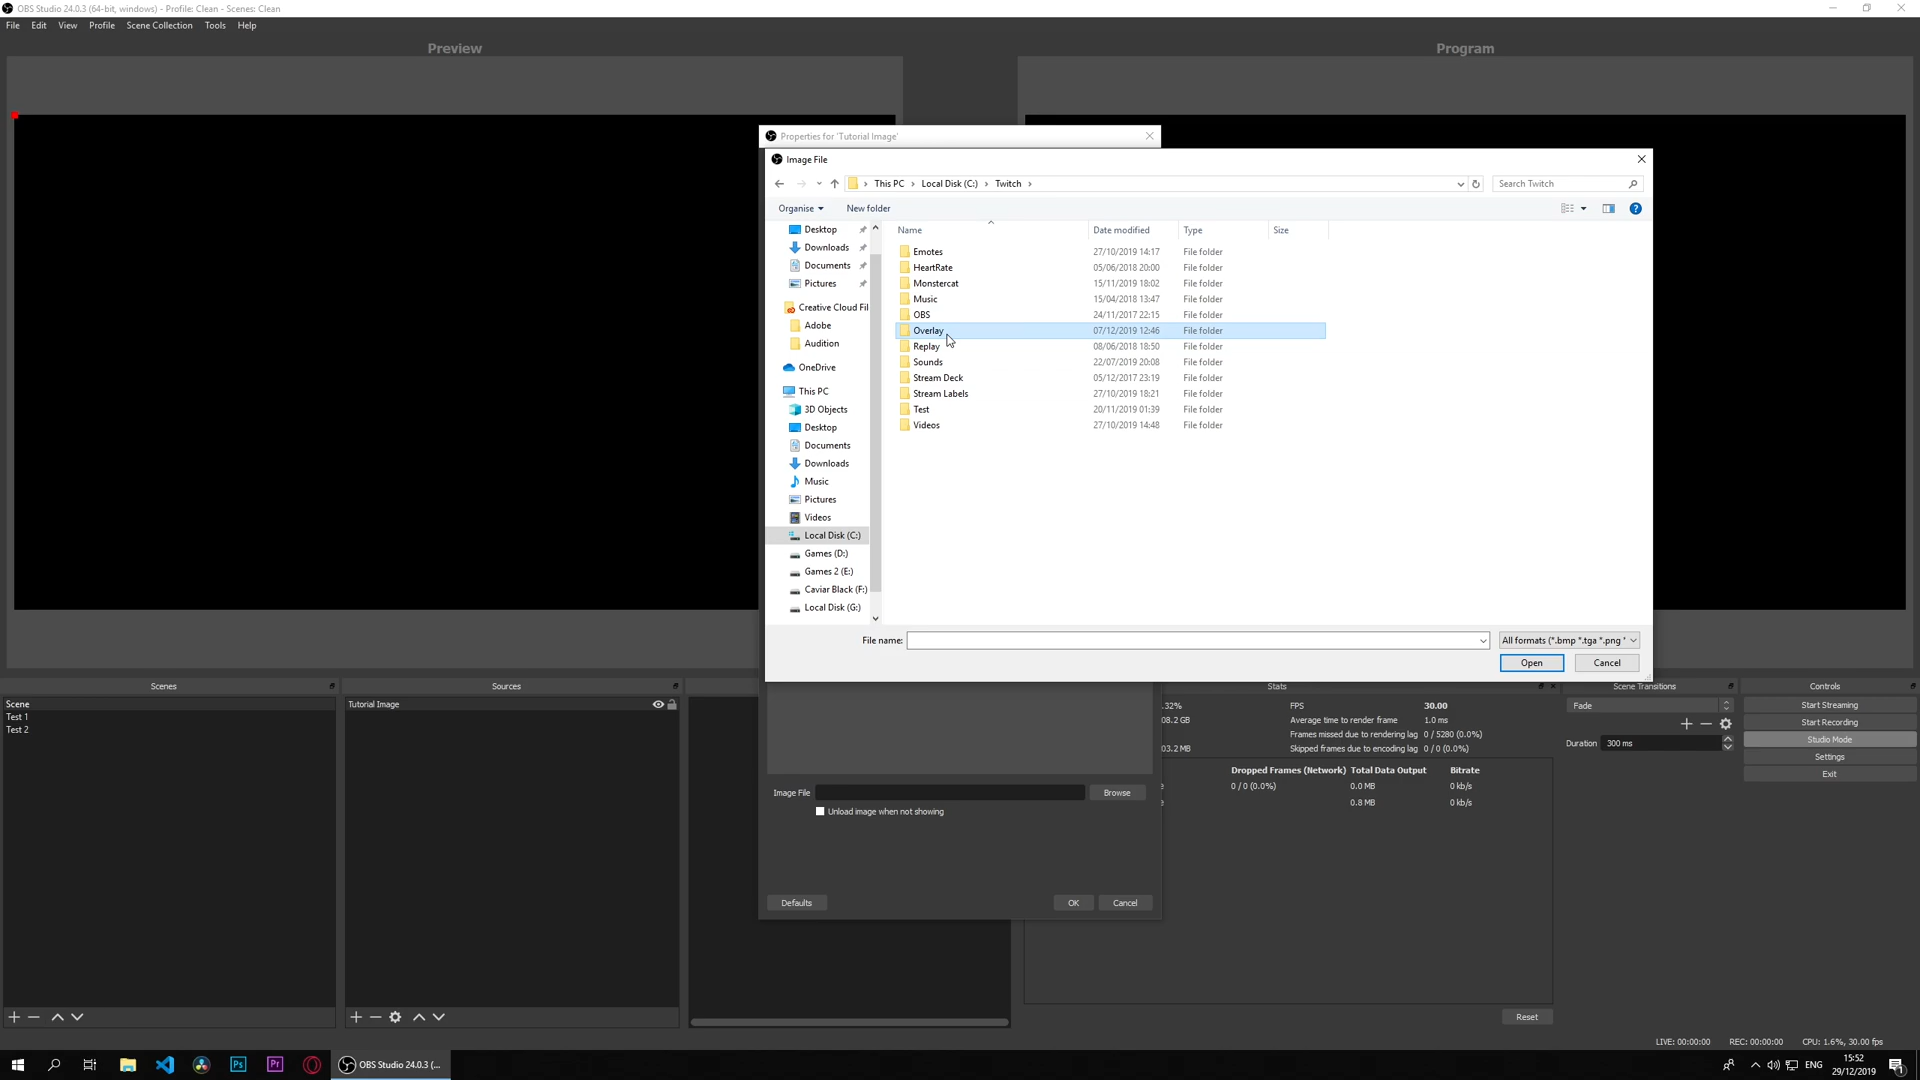 OBS Studio 24.0.3 (64-bit, windows) - Profile: Clean - Scenes: Clean
File Edit View Profile Scene Collection Tools Help
Preview
Program
Properties for 'Tutorial Image'
Image File
This PC > Local Disk (C:) > Twitch >
Search Twitch
Organise New folder
Desktop
Downloads
Documents
Pictures
Creative Cloud Fil
Adobe
Audition
OneDrive
This PC
3D Objects
Desktop
Documents
Downloads
Music
Pictures
Videos
Local Disk (C:)
Games (D:)
Games 2 (E:)
Caviar Black (F:)
Local Disk (G:)
Name Date modified Type Size
Emotes 27/10/2019 14:17 File folder
HeartRate 05/06/2018 20:00 File folder
Monstercat 15/11/2019 18:02 File folder
Music 15/04/2018 13:47 File folder
OBS 24/11/2017 22:15 File folder
Overlay 07/12/2019 12:46 File folder
Replay 08/06/2018 18:50 File folder
Sounds 22/07/2019 20:08 File folder
Stream Deck 05/12/2017 23:19 File folder
Stream Labels 27/10/2019 18:21 File folder
Test 20/11/2019 01:39 File folder
Videos 27/10/2019 14:48 File folder
File name:
All formats (*.bmp *.tga *.png *
Open Cancel
Scenes
Scene
Test 1
Test 2
Sources
Tutorial Image
Image File Browse
Unload image when not showing
Defaults OK Cancel
Stats
.32% FPS 30.00
08.2 GB Average time to render frame 1.0 ms
Frames missed due to rendering lag 0 / 5280 (0.0%)
03.2 MB Skipped frames due to encoding lag 0 / 0 (0.0%)
Dropped Frames (Network) Total Data Output Bitrate
e 0 / 0 (0.0%) 0.0 MB 0 kb/s
e 0.8 MB 0 kb/s
Reset
Scene Transitions
Fade
Duration 300 ms
Controls
Start Streaming
Start Recording
Studio Mode
Settings
Exit
LIVE: 00:00:00 REC: 00:00:00 CPU: 1.6%, 30.00 fps
Ps
Pr
OBS Studio 24.0.3 (...
ENG
15:52
29/12/2019
1